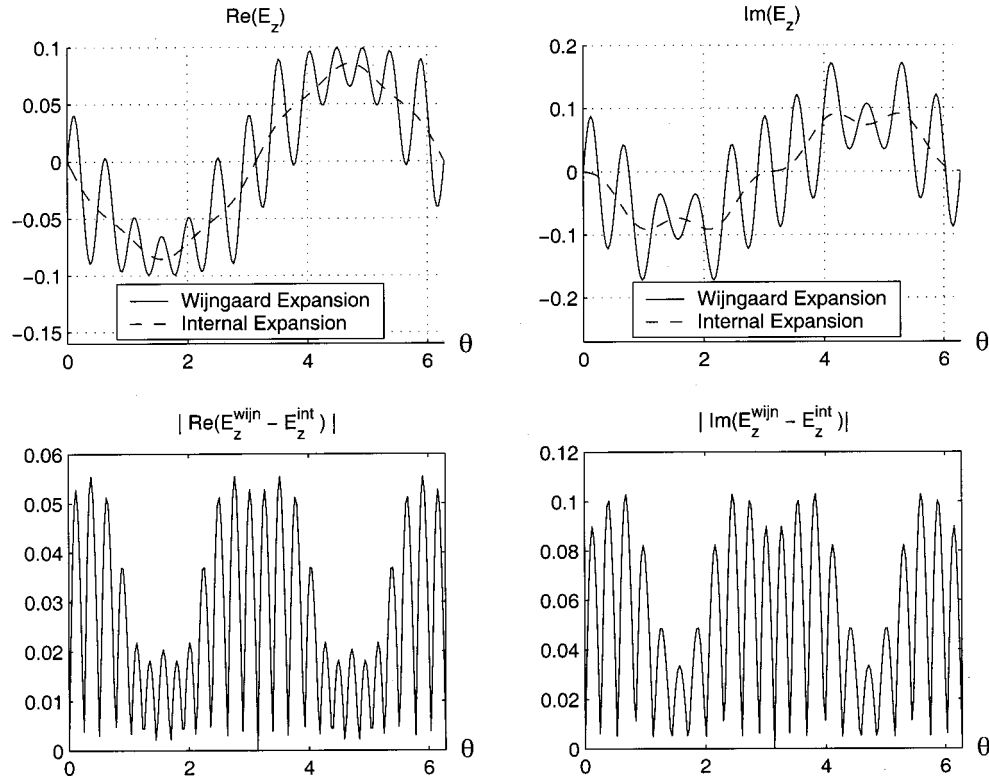 Re(E_z)
0.1
0.05
0
−0.05
−0.1
−0.15
Wijngaard Expansion
Internal Expansion
0 2 4 6 θ
Im(E_z)
0.2
0.1
0
−0.1
−0.2
Wijngaard Expansion
Internal Expansion
0 2 4 6 θ
| Re(E_z^wijn − E_z^int) |
0.06
0.05
0.04
0.03
0.02
0.01
0
0 2 4 6 θ
| Im(E_z^wijn − E_z^int)|
0.12
0.1
0.08
0.06
0.04
0.02
0
0 2 4 6 θ